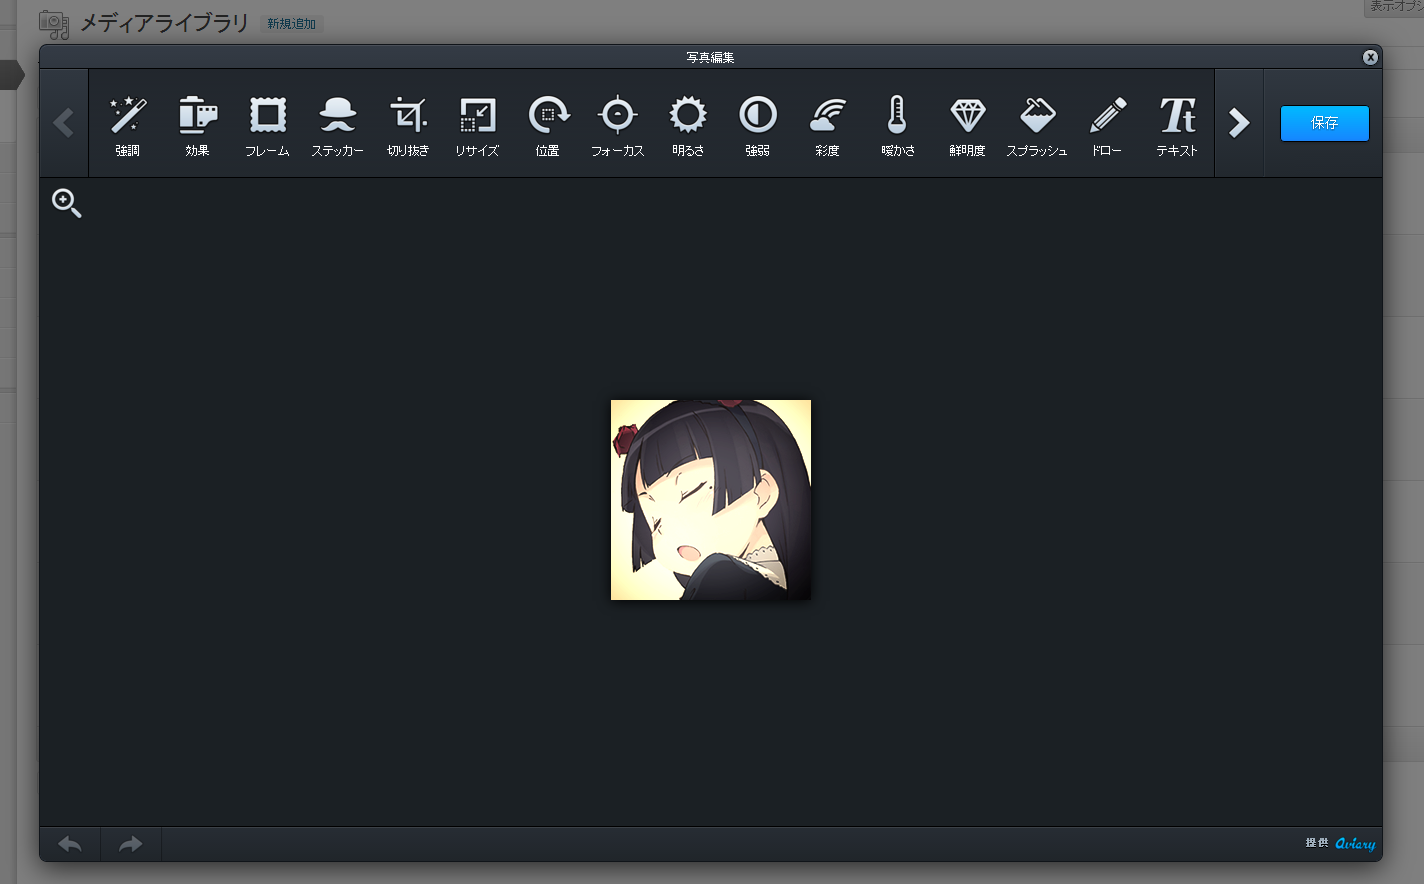 メディアライブラリ 新規追加
表示オプシ
写真編集
強調 効果 フレーム ステッカー 切り抜き リサイズ 位置 フォーカス 明るさ 強弱 彩度 暖かさ 鮮明度 スプラッシュ ドロー テキスト
保存
提供 Aviary